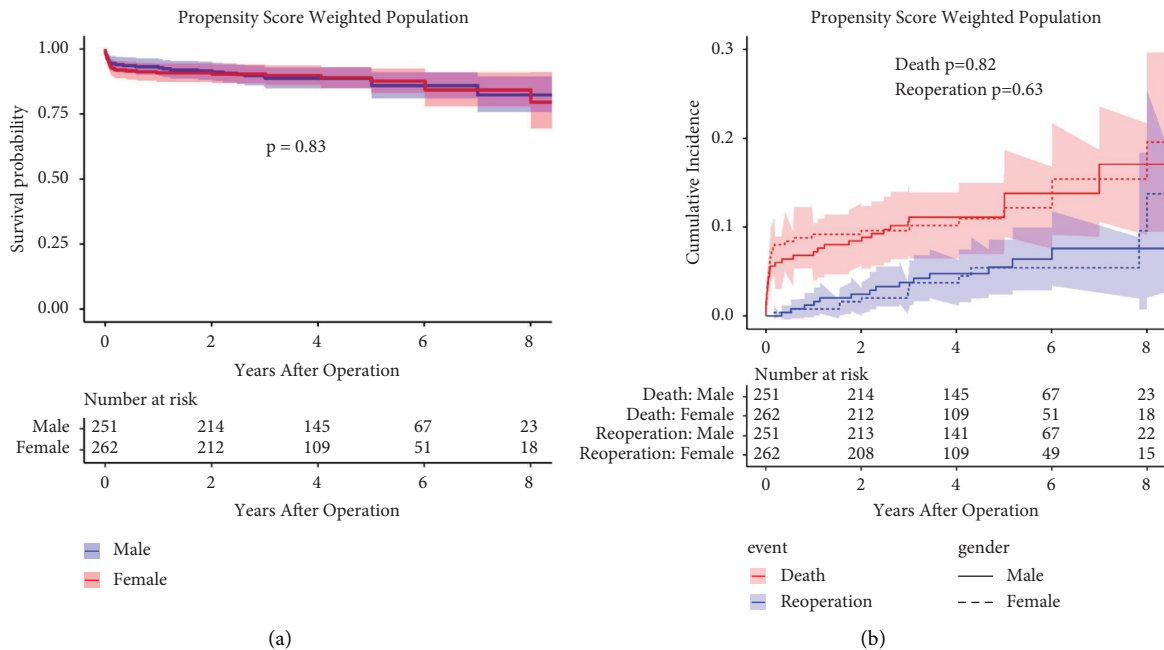 Propensity Score Weighted Population
1.00
0.75
0.50
0.25
0.00
Survival probability
p = 0.83
0 2 4 6 8
Years After Operation
Number at risk
Male 251 214 145 67 23
Female 262 212 109 51 18
0 2 4 6 8
Years After Operation
Male
Female
(a)
Propensity Score Weighted Population
0.3
0.2
0.1
0.0
Cumulative Incidence
Death p=0.82
Reoperation p=0.63
0 2 4 6 8
Years After Operation
Number at risk
Death: Male 251 214 145 67 23
Death: Female 262 212 109 51 18
Reoperation: Male 251 213 141 67 22
Reoperation: Female 262 208 109 49 15
0 2 4 6 8
Years After Operation
event gender
Death Male
Reoperation Female
(b)